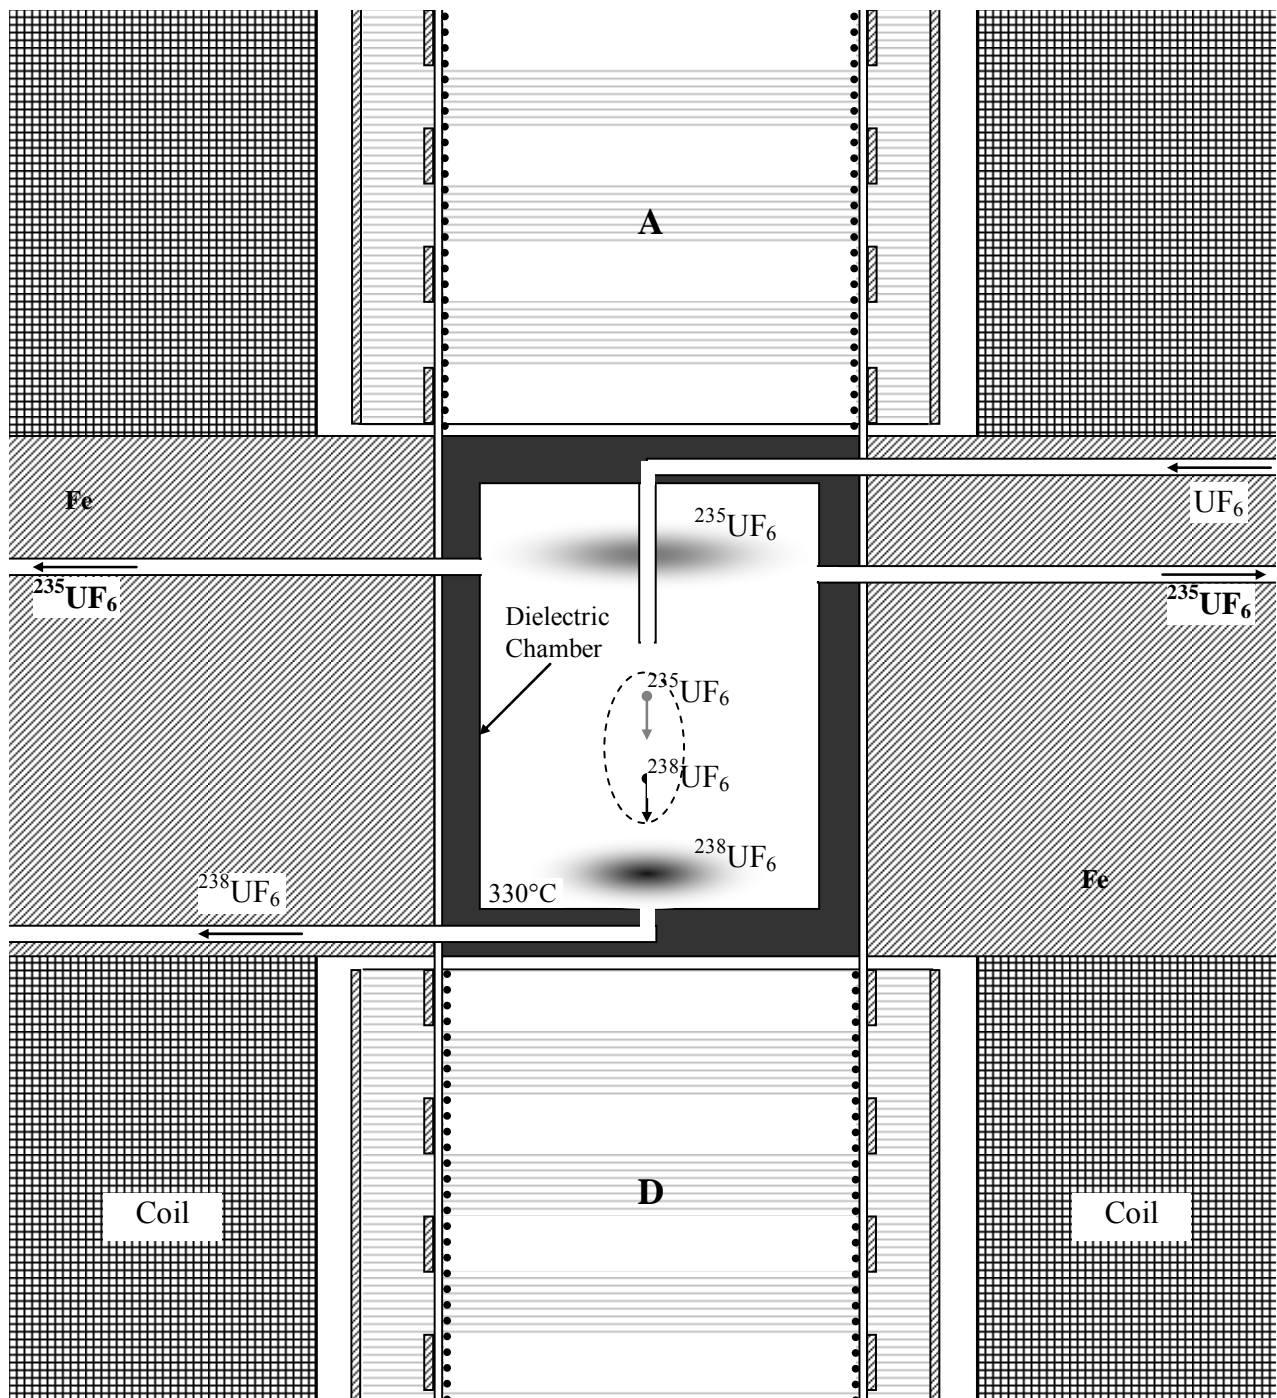 A
Fe
UF₆
²³⁵UF₆
²³⁵UF₆
²³⁵UF₆
Dielectric
Chamber
²³⁵UF₆
²³⁸UF₆
²³⁸UF₆
Fe
²³⁸UF₆
330°C
D
Coil
Coil